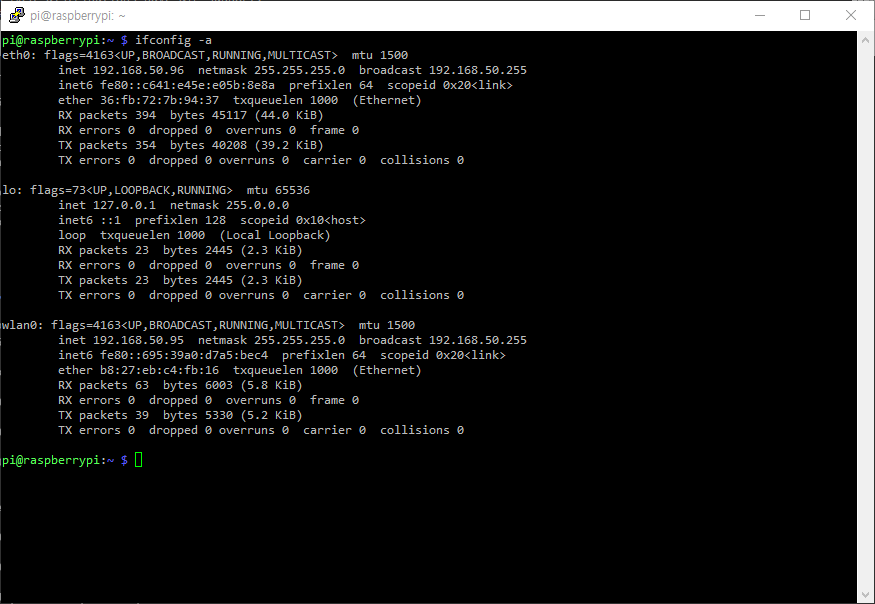 pi@raspberrypi: ~
pi@raspberrypi:~ $ ifconfig -a
eth0: flags=4163<UP,BROADCAST,RUNNING,MULTICAST>  mtu 1500
        inet 192.168.50.96  netmask 255.255.255.0  broadcast 192.168.50.255
        inet6 fe80::c641:e45e:e05b:8e8a  prefixlen 64  scopeid 0x20<link>
        ether 36:fb:72:7b:94:37  txqueuelen 1000  (Ethernet)
        RX packets 394  bytes 45117 (44.0 KiB)
        RX errors 0  dropped 0  overruns 0  frame 0
        TX packets 354  bytes 40208 (39.2 KiB)
        TX errors 0  dropped 0 overruns 0  carrier 0  collisions 0

lo: flags=73<UP,LOOPBACK,RUNNING>  mtu 65536
        inet 127.0.0.1  netmask 255.0.0.0
        inet6 ::1  prefixlen 128  scopeid 0x10<host>
        loop  txqueuelen 1000  (Local Loopback)
        RX packets 23  bytes 2445 (2.3 KiB)
        RX errors 0  dropped 0  overruns 0  frame 0
        TX packets 23  bytes 2445 (2.3 KiB)
        TX errors 0  dropped 0 overruns 0  carrier 0  collisions 0

wlan0: flags=4163<UP,BROADCAST,RUNNING,MULTICAST>  mtu 1500
        inet 192.168.50.95  netmask 255.255.255.0  broadcast 192.168.50.255
        inet6 fe80::695:39a0:d7a5:bec4  prefixlen 64  scopeid 0x20<link>
        ether b8:27:eb:c4:fb:16  txqueuelen 1000  (Ethernet)
        RX packets 63  bytes 6003 (5.8 KiB)
        RX errors 0  dropped 0  overruns 0  frame 0
        TX packets 39  bytes 5330 (5.2 KiB)
        TX errors 0  dropped 0 overruns 0  carrier 0  collisions 0

pi@raspberrypi:~ $